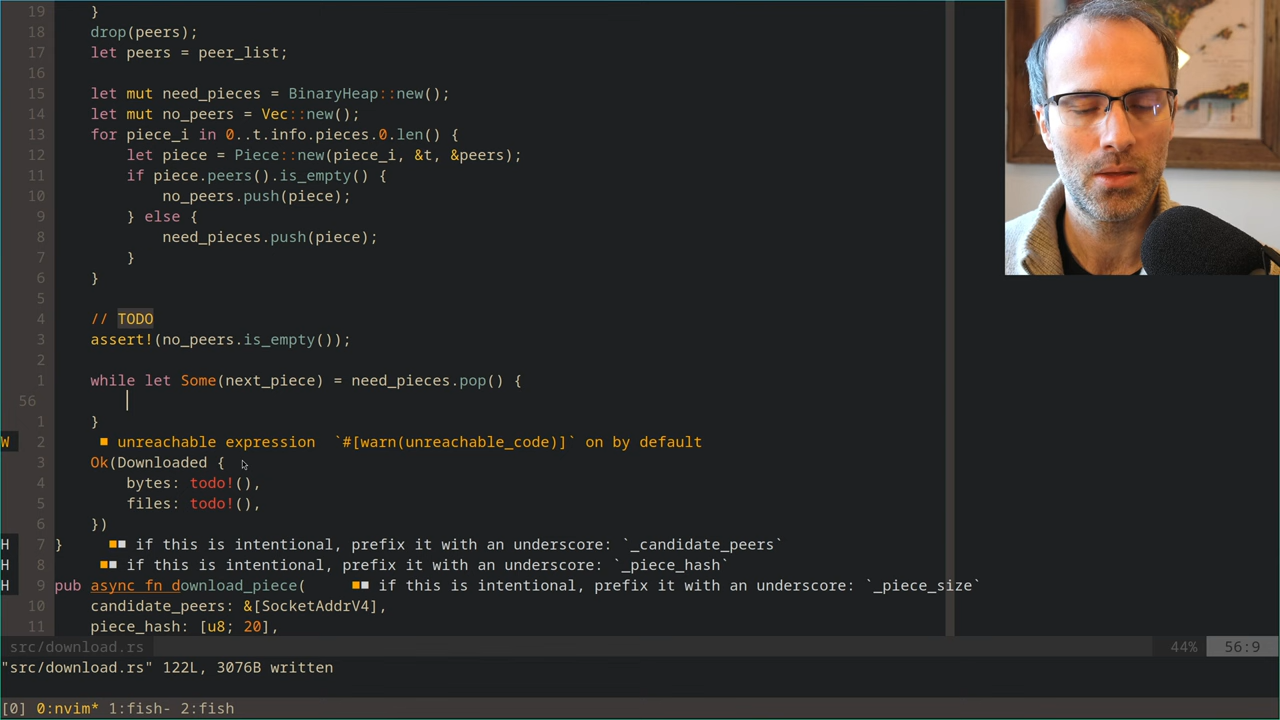 19 }
18 drop(peers);
17 let peers = peer_list;
16
15 let mut need_pieces = BinaryHeap::new();
14 let mut no_peers = Vec::new();
13 for piece_i in 0..t.info.pieces.0.len() {
12 let piece = Piece::new(piece_i, &t, &peers);
11 if piece.peers().is_empty() {
10 no_peers.push(piece);
9 } else {
8 need_pieces.push(piece);
7 }
6 }
5
4 // TODO
3 assert!(no_peers.is_empty());
2
1 while let Some(next_piece) = need_pieces.pop() {
56
1 }
W 2 ■ unreachable expression `#[warn(unreachable_code)]` on by default
3 Ok(Downloaded {
4 bytes: todo!(),
5 files: todo!(),
6 })
H 7 } ■■ if this is intentional, prefix it with an underscore: `_candidate_peers`
H 8 ■■ if this is intentional, prefix it with an underscore: `_piece_hash`
H 9 pub async fn download_piece( ■■ if this is intentional, prefix it with an underscore: `_piece_size`
10 candidate_peers: &[SocketAddrV4],
11 piece_hash: [u8; 20],
src/download.rs 44% 56:9
"src/download.rs" 122L, 3076B written
[0] 0:nvim* 1:fish- 2:fish